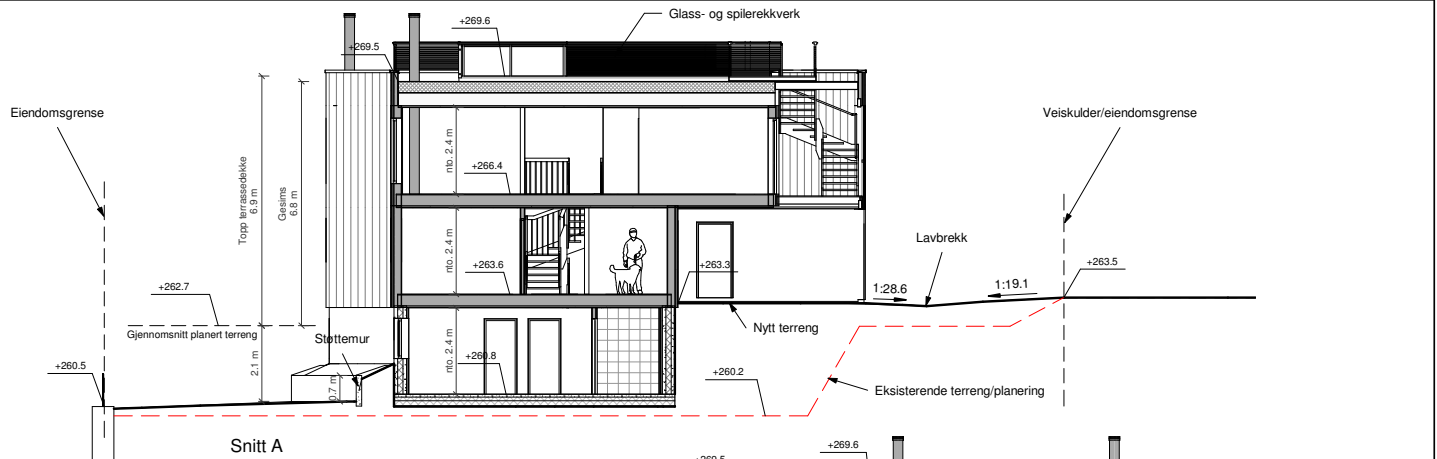 Glass- og spilerekkverk
+269.6
+269.5
Eiendomsgrense
Veiskulder/eiendomsgrense
Topp terrassedekke
6.9 m
Gesims
6.8 m
nto. 2.4 m
+266.4
nto. 2.4 m
Lavbrekk
+263.6
+263.3
+263.5
1:28.6
1:19.1
+262.7
Gjennomsnitt planert terreng
Støttemur
Nytt terreng
2.1 m
nto. 2.4 m
+260.8
+260.5
0.7 m
+260.2
Eksisterende terreng/planering
Snitt A
+269.6
+269.5